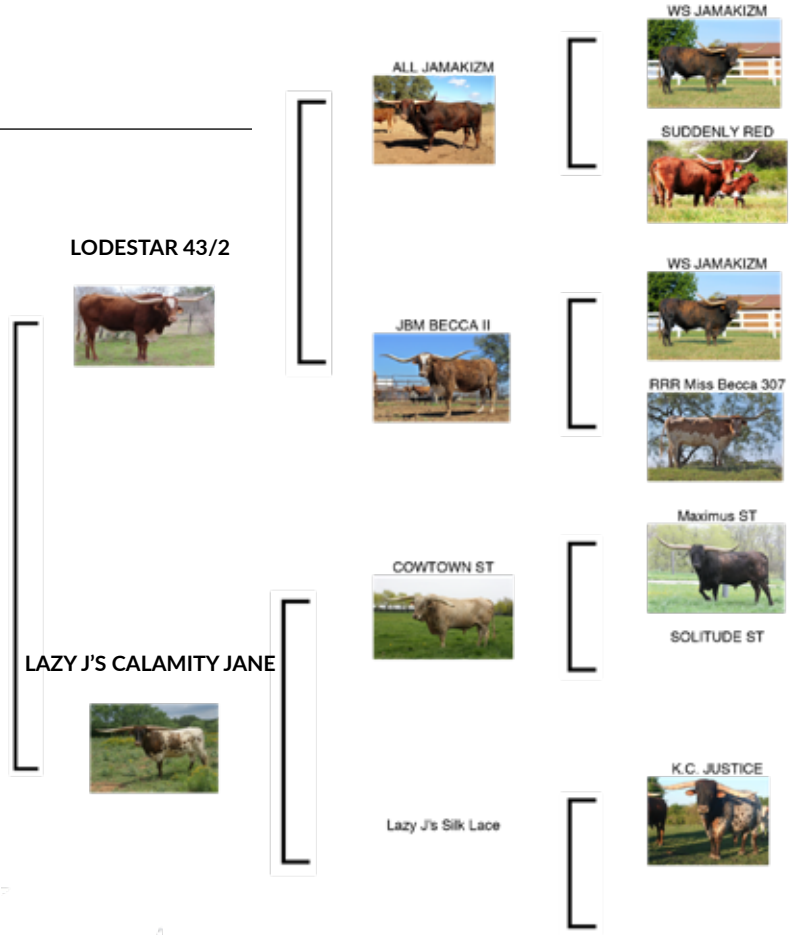 WS JAMAKIZM
ALL JAMAKIZM
SUDDENLY RED
LODESTAR 43/2
WS JAMAKIZM
JBM BECCA II
RRR Miss Becca 307
Maximus ST
COWTOWN ST
SOLITUDE ST
LAZY J'S CALAMITY JANE
K.C. JUSTICE
Lazy J's Silk Lace